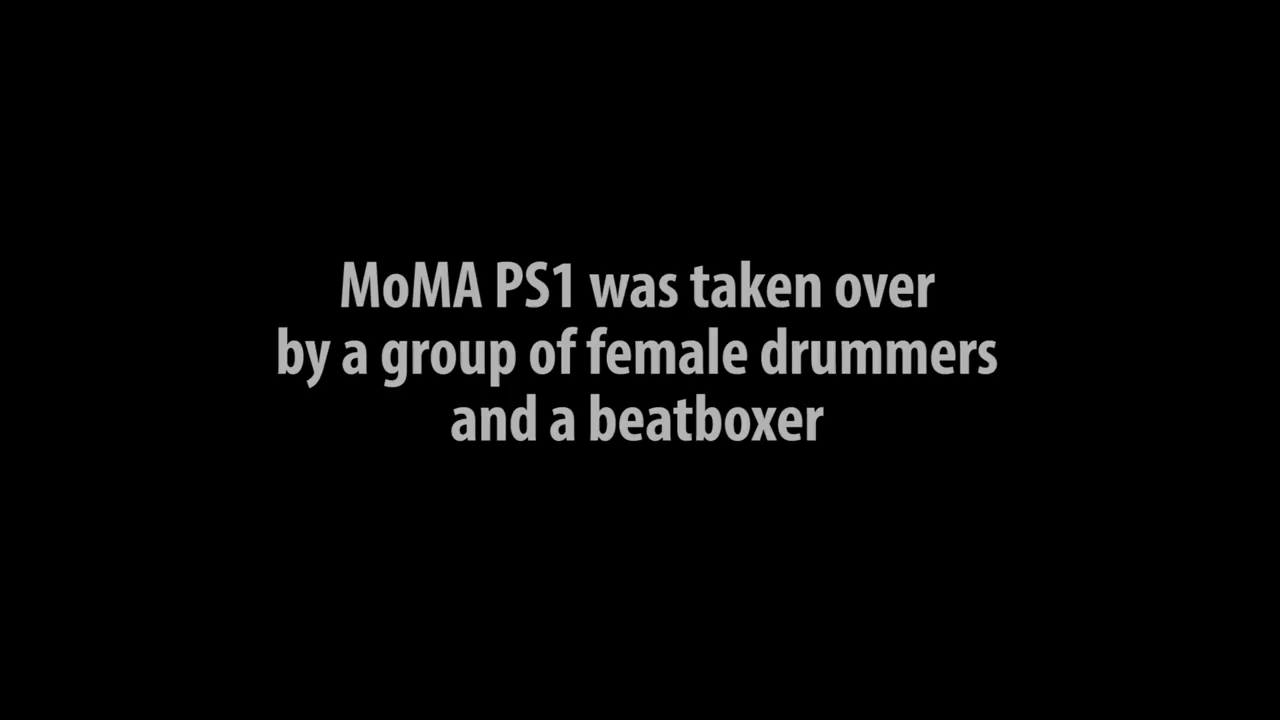 MoMA PS1 was taken over
by a group of female drummers
and a beatboxer